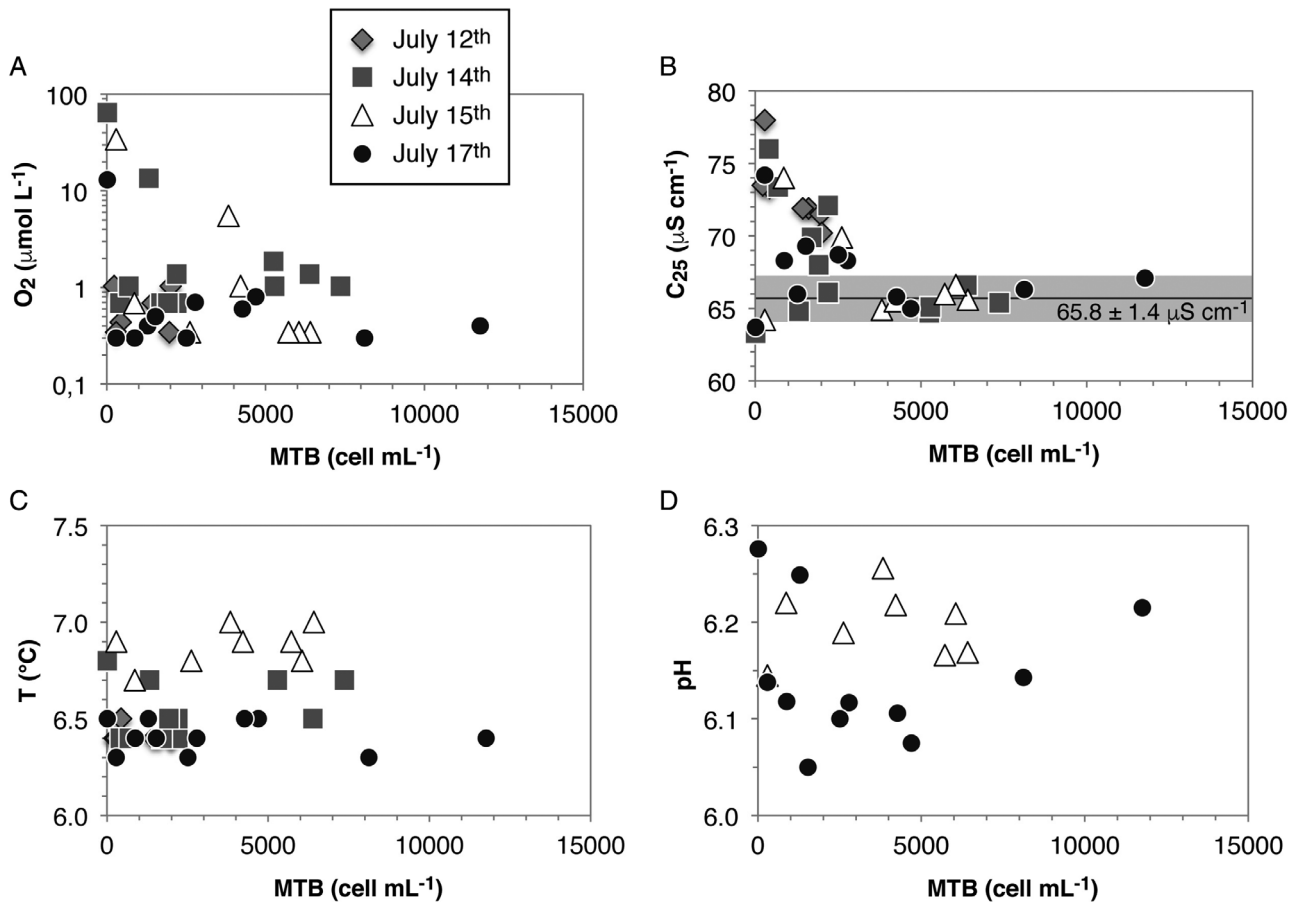 A
July 12th
July 14th
July 15th
July 17th
100
10
1
0,1
O2 (µmol L-1)
0 5000 10000 15000
MTB (cell mL-1)
B
80
75
70
65
60
C25 (µS cm-1)
65.8 ± 1.4 µS cm-1
0 5000 10000 15000
MTB (cell mL-1)
C
7.5
7.0
6.5
6.0
T (°C)
0 5000 10000 15000
MTB (cell mL-1)
D
6.3
6.2
6.1
6.0
pH
0 5000 10000 15000
MTB (cell mL-1)